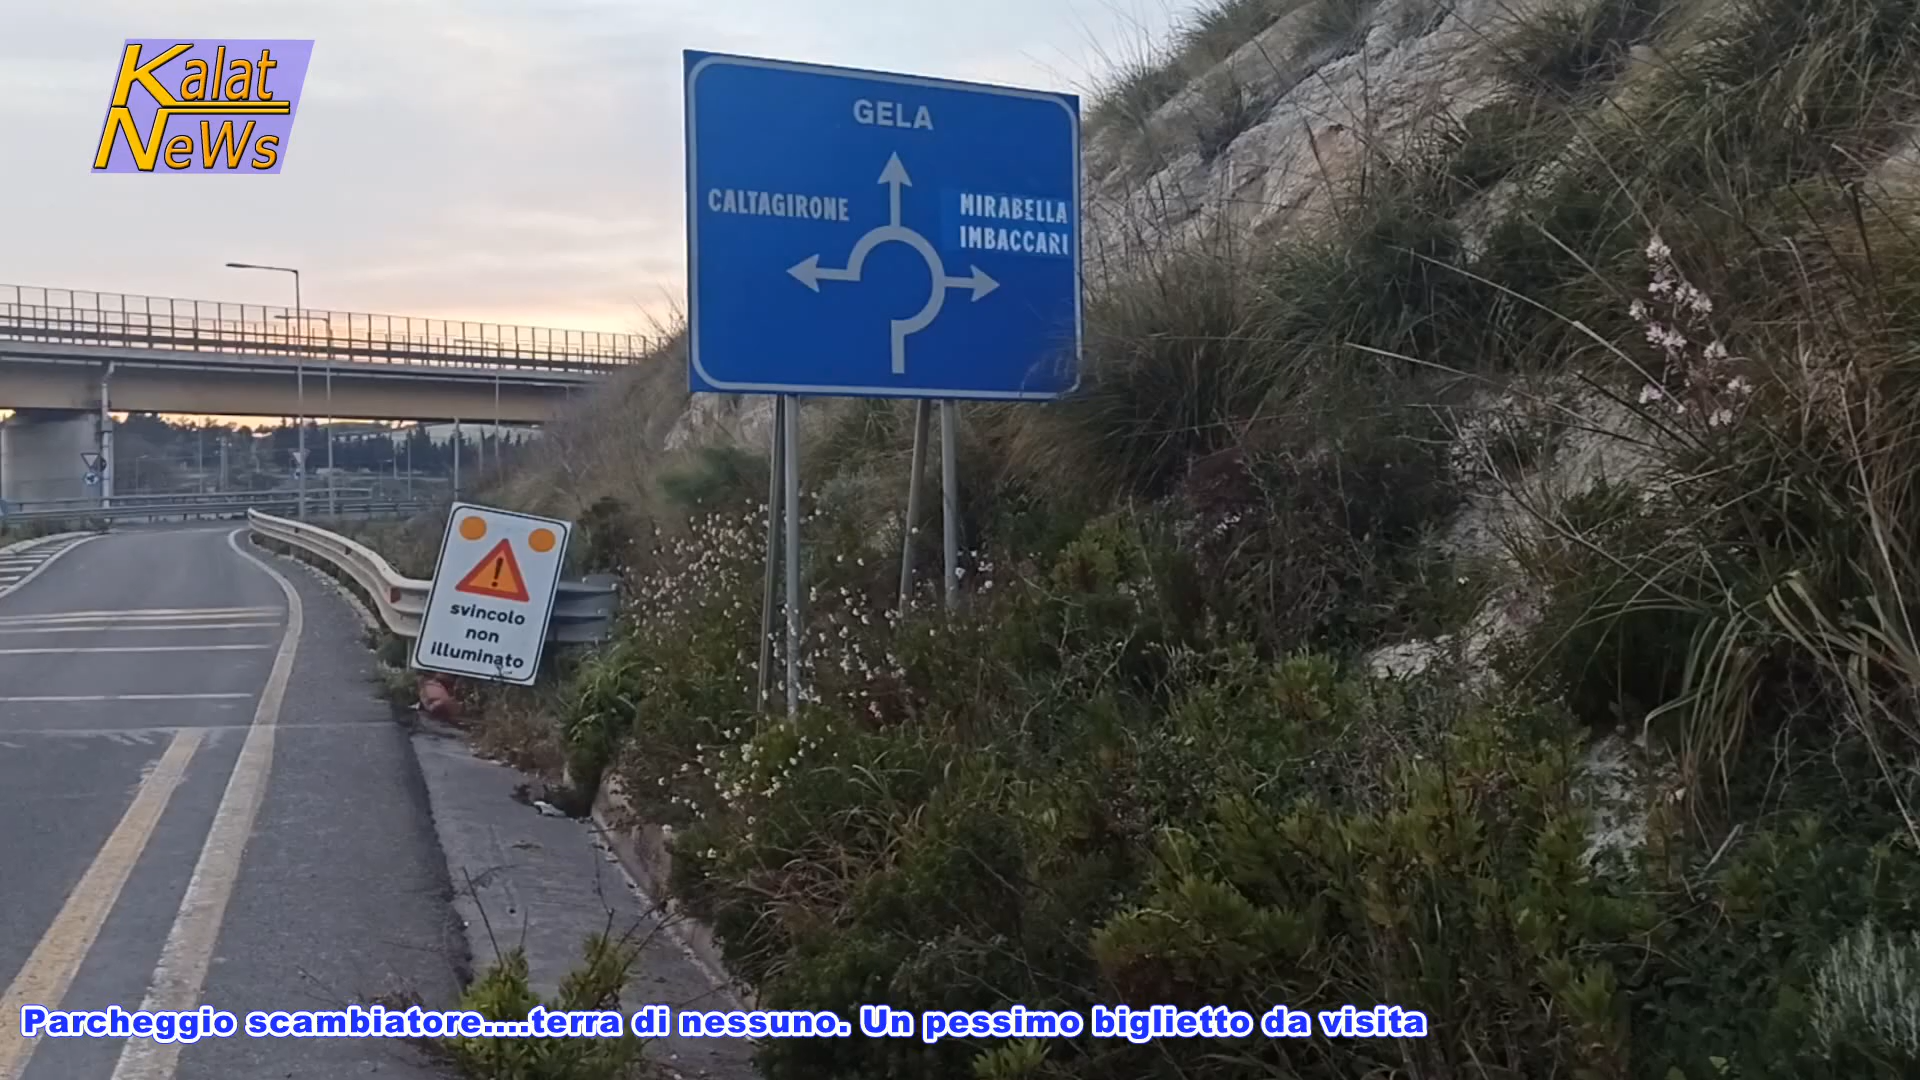 Kalat
NeWs
GELA
CALTAGIRONE
MIRABELLA
IMBACCARI
svincolo
non
illuminato
Parcheggio scambiatore....terra di nessuno. Un pessimo biglietto da visita